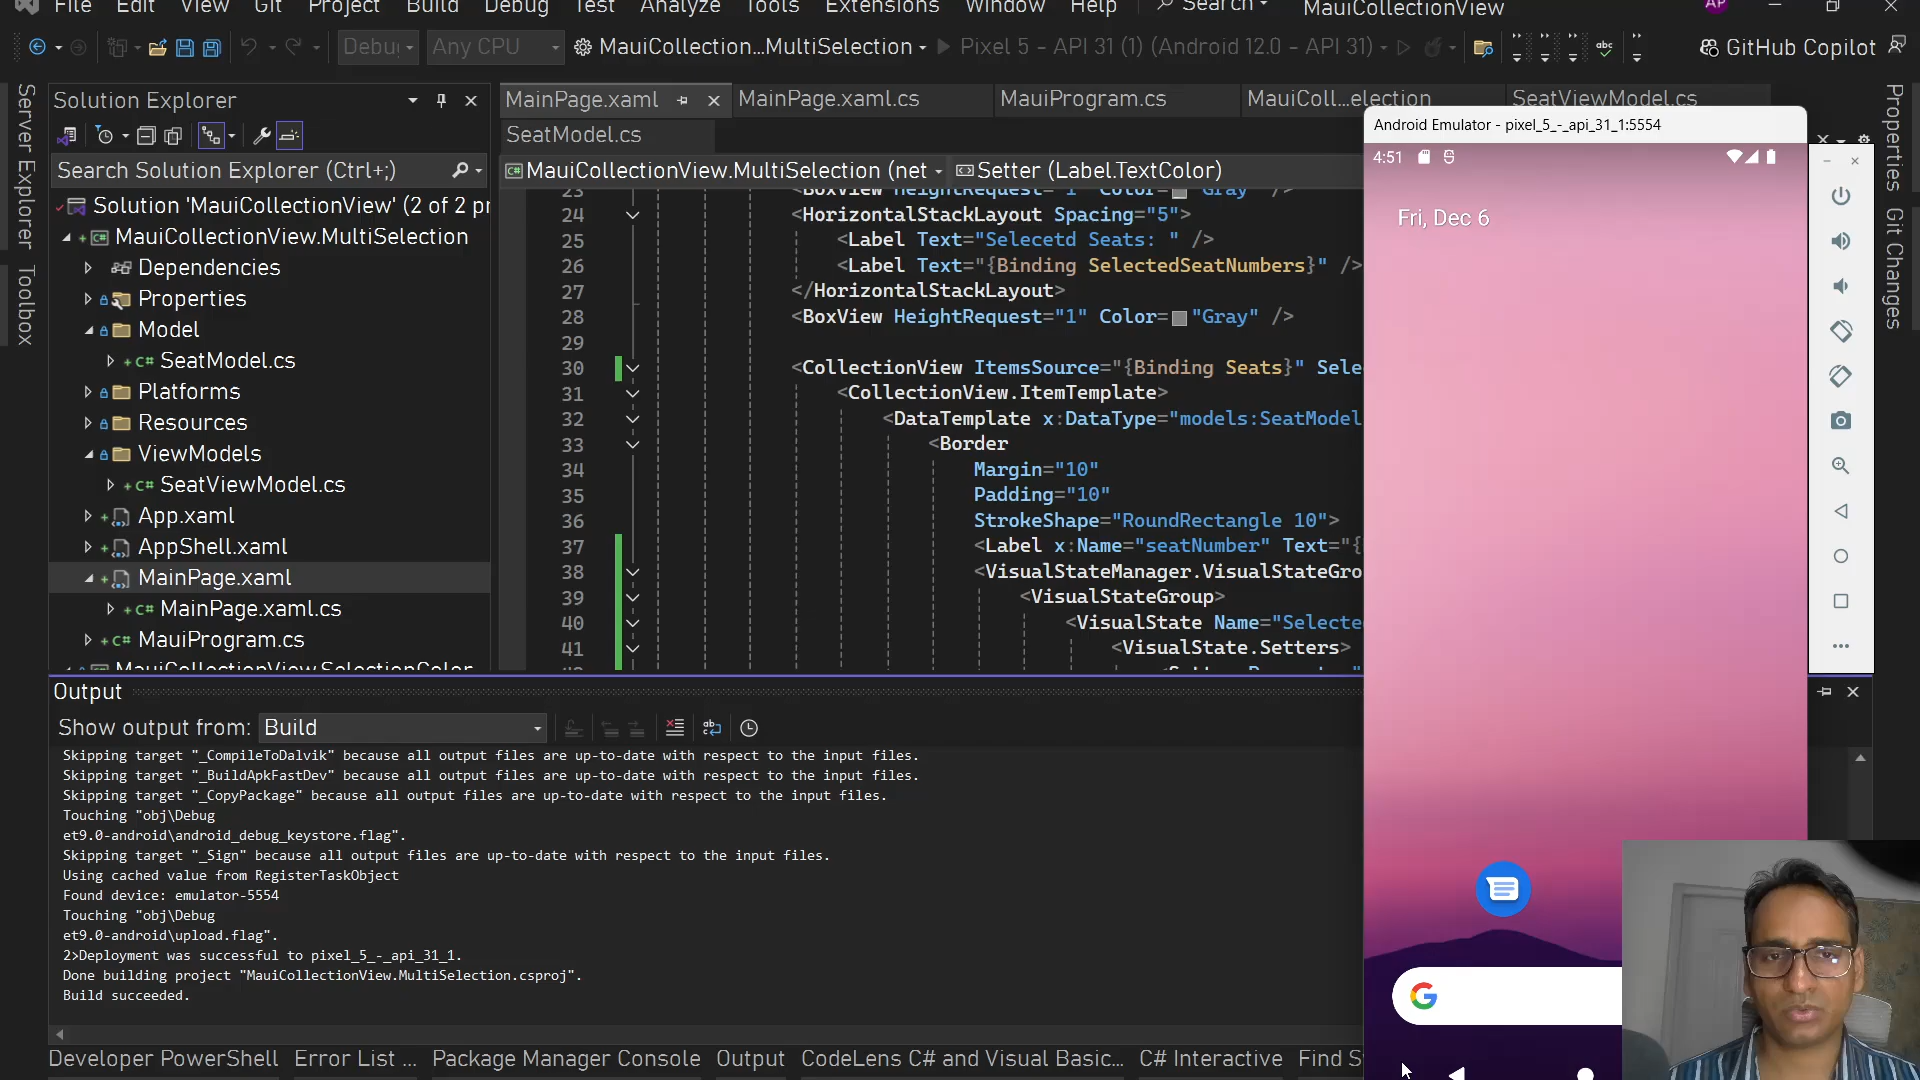 File Edit View Git Project Build Debug Test Analyze Tools Extensions Window Help Search MauiCollectionView AP
Debug Any CPU MauiCollection...MultiSelection Pixel 5 - API 31 (1) (Android 12.0 - API 31) abc GitHub Copilot
Server Explorer
Toolbox
Solution Explorer
Search Solution Explorer (Ctrl+;)
Solution 'MauiCollectionView' (2 of 2 pr
MauiCollectionView.MultiSelection
Dependencies
Properties
Model
C# SeatModel.cs
Platforms
Resources
ViewModels
C# SeatViewModel.cs
App.xaml
AppShell.xaml
MainPage.xaml
C# MainPage.xaml.cs
C# MauiProgram.cs
MauiCollectionView.SelectionColor
MainPage.xaml MainPage.xaml.cs MauiProgram.cs MauiColl...election SeatViewModel.cs
SeatModel.cs
MauiCollectionView.MultiSelection (net Setter (Label.TextColor)
23 <BoxView HeightRequest="1" Color="Gray" />
24 <HorizontalStackLayout Spacing="5">
25 <Label Text="Selecetd Seats: " />
26 <Label Text="{Binding SelectedSeatNumbers}" />
27 </HorizontalStackLayout>
28 <BoxView HeightRequest="1" Color="Gray" />
29
30 <CollectionView ItemsSource="{Binding Seats}" Sele
31 <CollectionView.ItemTemplate>
32 <DataTemplate x:DataType="models:SeatModel
33 <Border
34 Margin="10"
35 Padding="10"
36 StrokeShape="RoundRectangle 10">
37 <Label x:Name="seatNumber" Text="{
38 <VisualStateManager.VisualStateGro
39 <VisualStateGroup>
40 <VisualState Name="Selecte
41 <VisualState.Setters>
Android Emulator - pixel_5_-_api_31_1:5554
4:51
Fri, Dec 6
G
Properties
Git Changes
Output
Show output from: Build
Skipping target "_CompileToDalvik" because all output files are up-to-date with respect to the input files.
Skipping target "_BuildApkFastDev" because all output files are up-to-date with respect to the input files.
Skipping target "_CopyPackage" because all output files are up-to-date with respect to the input files.
Touching "obj\Debug
et9.0-android\android_debug_keystore.flag".
Skipping target "_Sign" because all output files are up-to-date with respect to the input files.
Using cached value from RegisterTaskObject
Found device: emulator-5554
Touching "obj\Debug
et9.0-android\upload.flag".
2>Deployment was successful to pixel_5_-_api_31_1.
Done building project "MauiCollectionView.MultiSelection.csproj".
Build succeeded.
Developer PowerShell Error List ... Package Manager Console Output CodeLens C# and Visual Basic... C# Interactive Find S